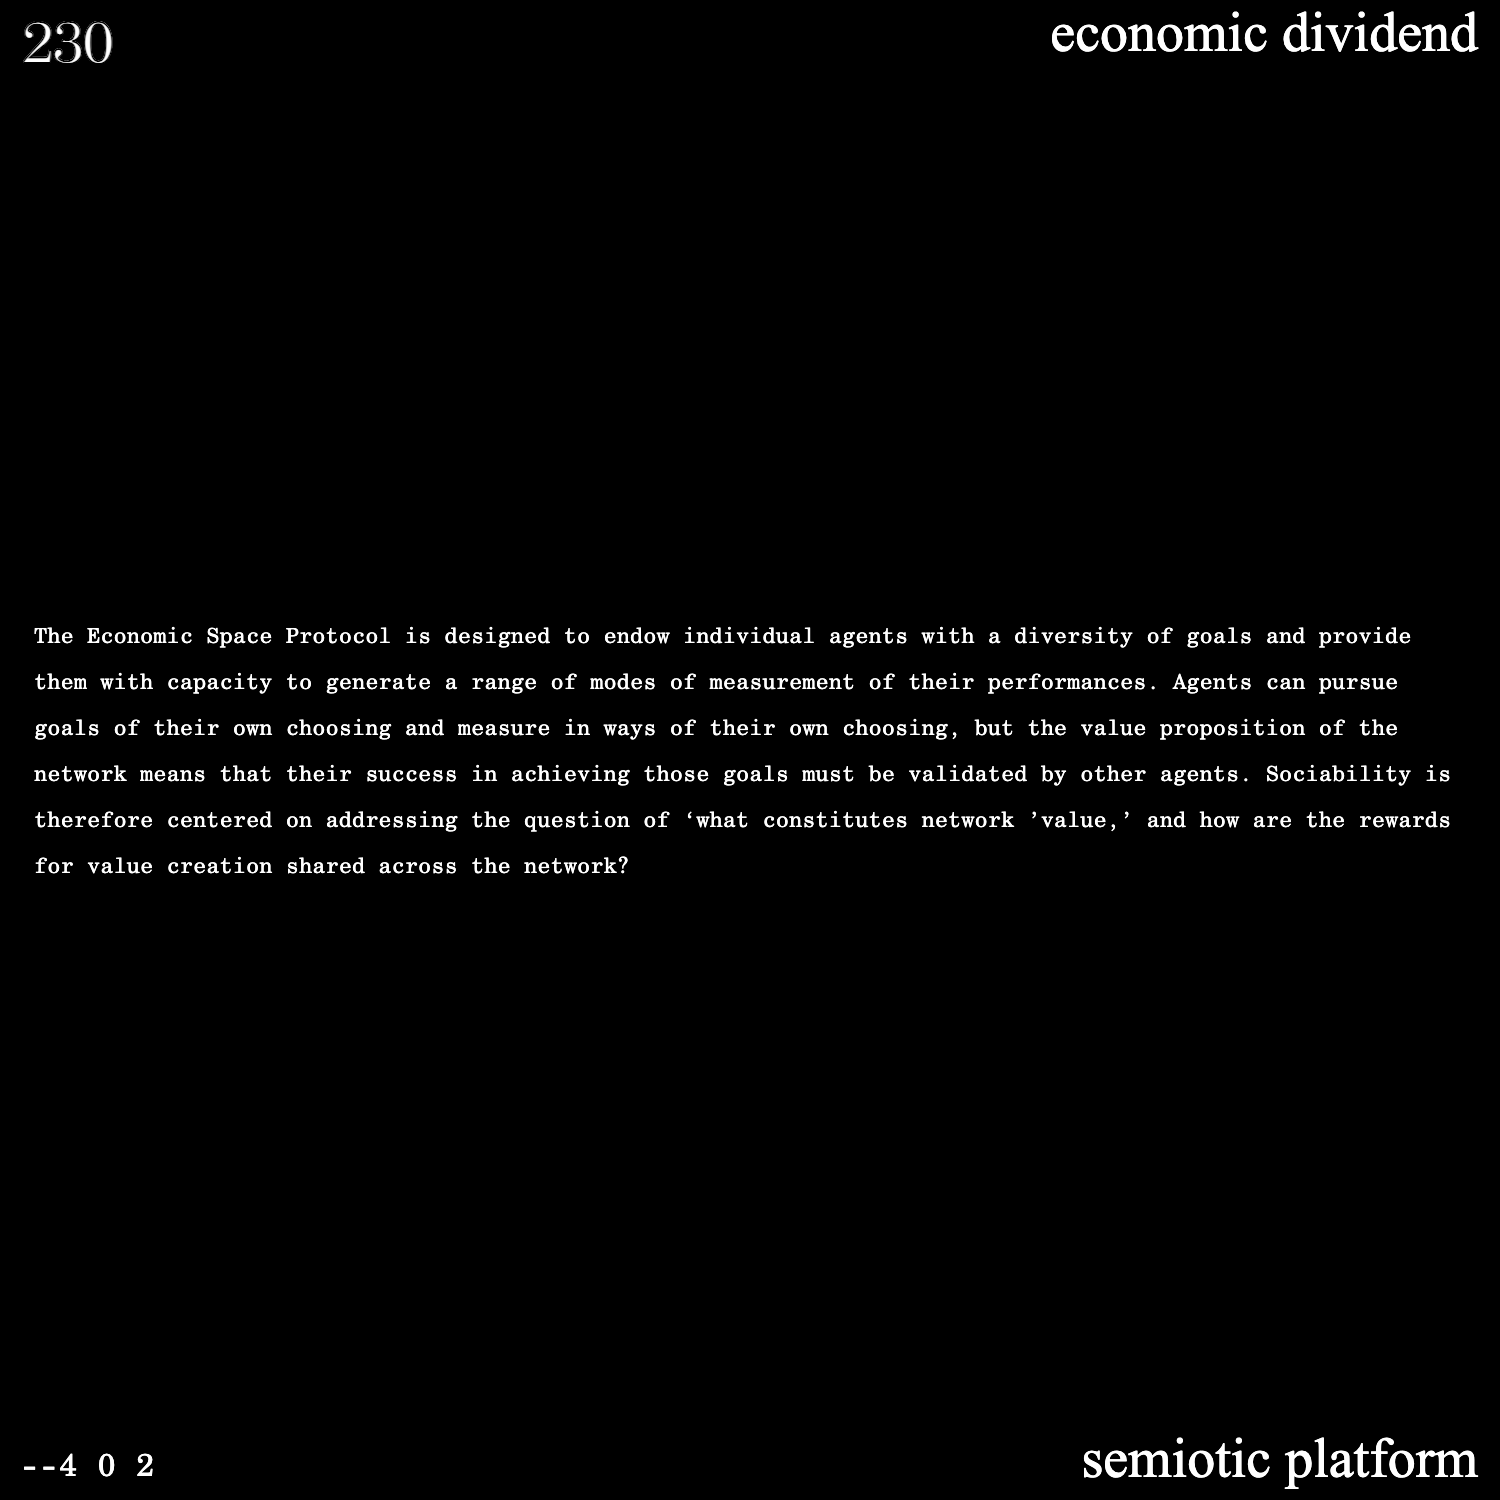 230
economic dividend
The Economic Space Protocol is designed to endow individual agents with a diversity of goals and provide
them with capacity to generate a range of modes of measurement of their performances. Agents can pursue
goals of their own choosing and measure in ways of their own choosing, but the value proposition of the
network means that their success in achieving those goals must be validated by other agents. Sociability is
therefore centered on addressing the question of ‘what constitutes network ’value,’ and how are the rewards
for value creation shared across the network?
--4 0 2
semiotic platform